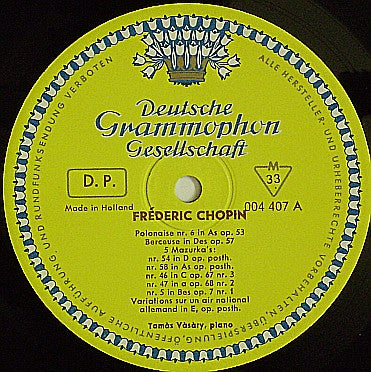 ALLE HERSTELLER- UND URHEBERRECHTE VORBEHALTEN, ÜBERSPIELUNG, ÖFFENTLICHE AUFFÜHRUNG UND RUNDFUNKSENDUNG VERBOTEN
Deutsche
Grammophon
Gesellschaft
D. P.
M
33
Made in Holland
004 407 A
FRÉDERIC CHOPIN
Polonaise nr. 6 in As op. 53
Berceuse in Des op. 57
5 Mazurka's:
nr. 54 in D op. posth.
nr. 58 in As op. posth.
nr. 46 in C op. 67 nr. 3
nr. 47 in a op. 68 nr. 2
nr. 5 in Bes op. 7 nr. 1
Variations sur un air national
allemand in E, op. posth.
Tamàs Vàsàry, piano